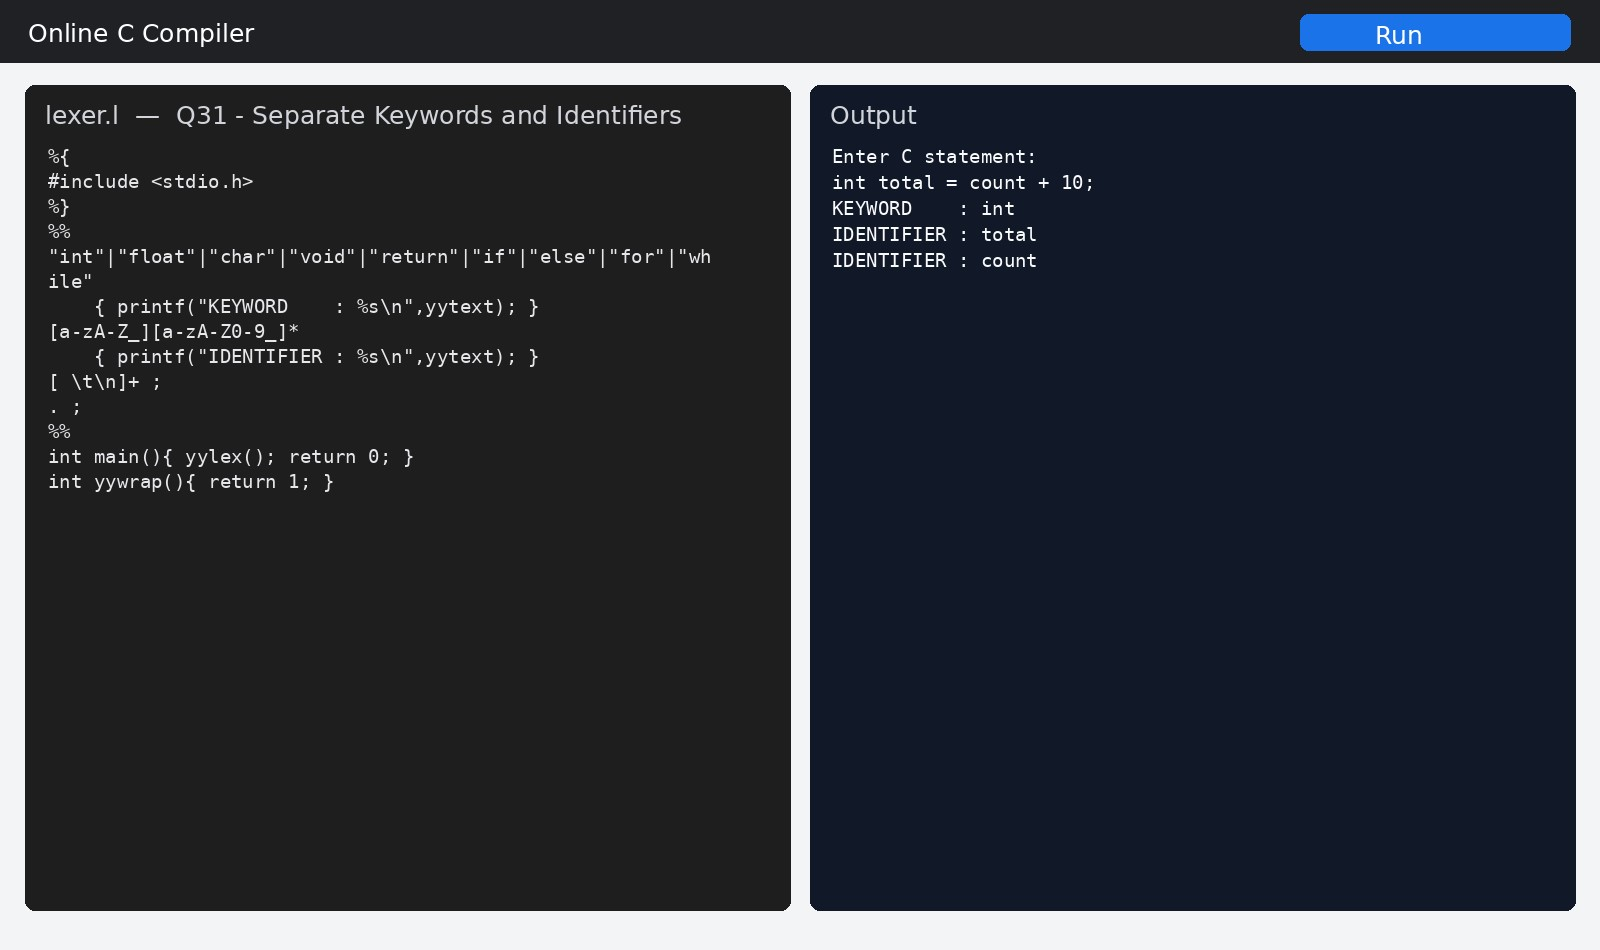 Online C Compiler
Run
lexer.l  —  Q31 - Separate Keywords and Identifiers
%{
#include <stdio.h>
%}
%%
"int"|"float"|"char"|"void"|"return"|"if"|"else"|"for"|"wh
ile"
    { printf("KEYWORD    : %s\n",yytext); }
[a-zA-Z_][a-zA-Z0-9_]*
    { printf("IDENTIFIER : %s\n",yytext); }
[ \t\n]+ ;
. ;
%%
int main(){ yylex(); return 0; }
int yywrap(){ return 1; }
Output
Enter C statement:
int total = count + 10;
KEYWORD    : int
IDENTIFIER : total
IDENTIFIER : count